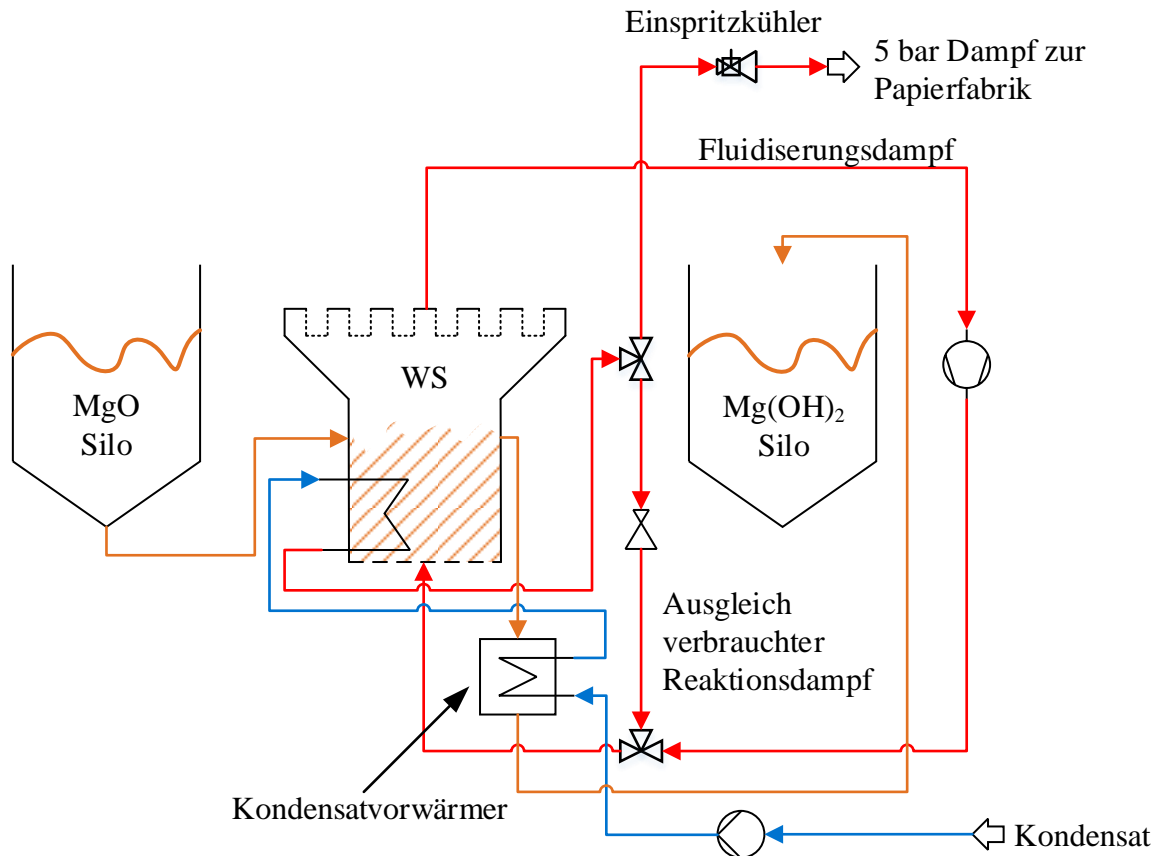 Einspritzkühler
5 bar Dampf zur
Papierfabrik
Fluidiserungsdampf
WS
MgO
Silo
Mg(OH)₂
Silo
Ausgleich
verbrauchter
Reaktionsdampf
Kondensatvorwärmer
Kondensat